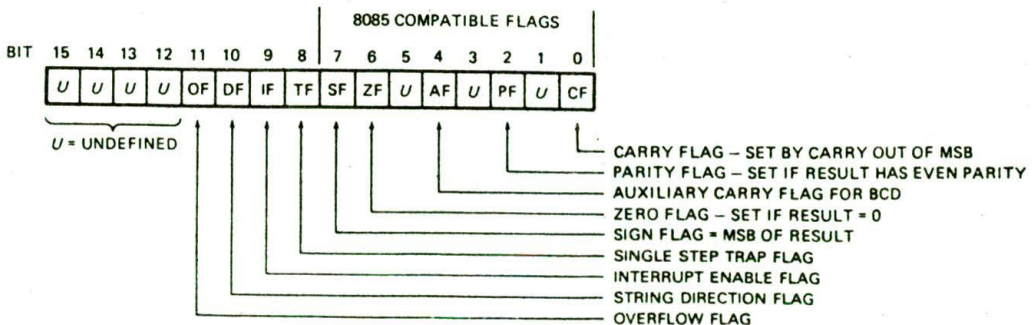 8085 COMPATIBLE FLAGS
BIT 15 14 13 12 11 10 9 8 7 6 5 4 3 2 1 0
U U U U OF DF IF TF SF ZF U AF U PF U CF
U = UNDEFINED
CARRY FLAG – SET BY CARRY OUT OF MSB
PARITY FLAG – SET IF RESULT HAS EVEN PARITY
AUXILIARY CARRY FLAG FOR BCD
ZERO FLAG – SET IF RESULT = 0
SIGN FLAG = MSB OF RESULT
SINGLE STEP TRAP FLAG
INTERRUPT ENABLE FLAG
STRING DIRECTION FLAG
OVERFLOW FLAG